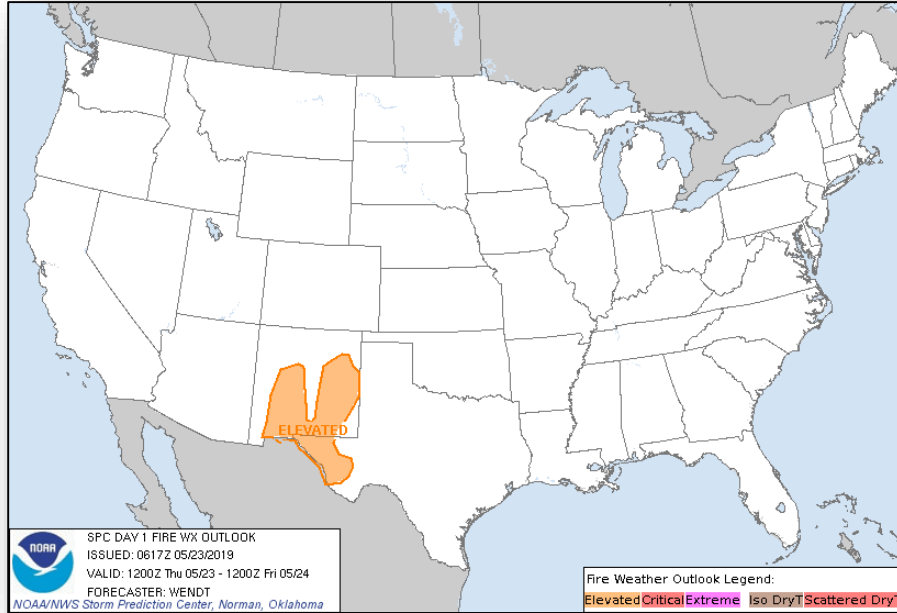 ELEVATED
NOAA
SPC DAY 1 FIRE WX OUTLOOK
ISSUED: 0617Z 05/23/2019
VALID: 1200Z Thu 05/23 - 1200Z Fri 05/24
FORECASTER: WENDT
NOAA/NWS Storm Prediction Center, Norman, Oklahoma
Fire Weather Outlook Legend:
Elevated Critical Extreme Iso DryT Scattered DryT